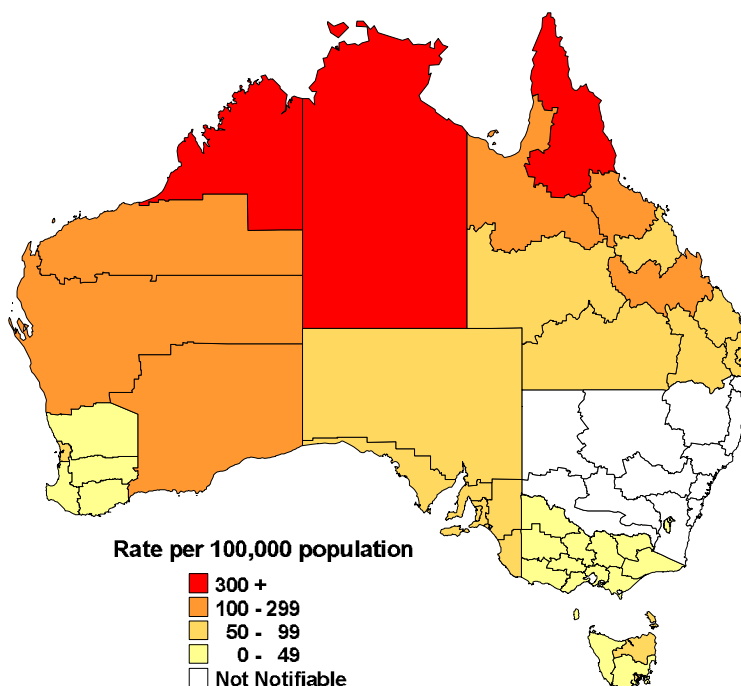 Rate per 100,000 population
300 +
100 - 299
50 - 99
0 - 49
Not Notifiable